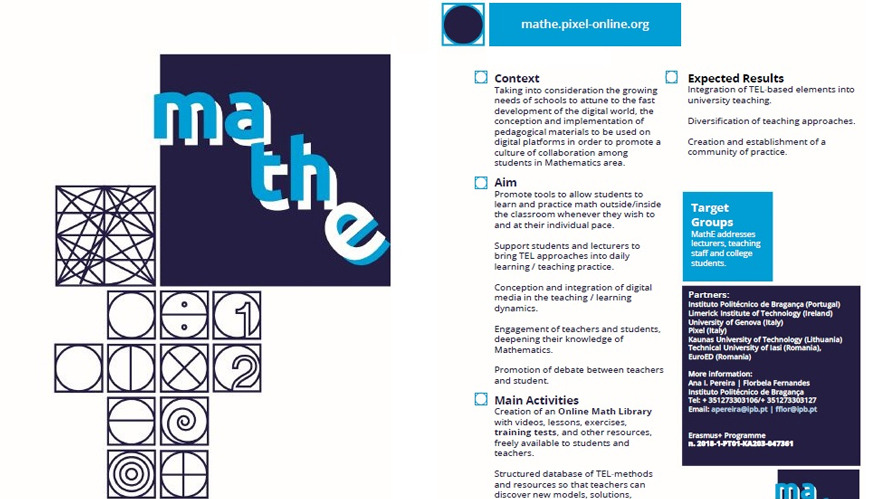 ma
th
e
1
2
mathe.pixel-online.org
Context
Taking into consideration the growing
needs of schools to attune to the fast
development of the digital world, the
conception and implementation of
pedagogical materials to be used on
digital platforms in order to promote a
culture of collaboration among
students in Mathematics area.
Aim
Promote tools to allow students to
learn and practice math outside/inside
the classroom whenever they wish to
and at their individual pace.
Support students and lecturers to
bring TEL approaches into daily
learning / teaching practice.
Conception and integration of digital
media in the teaching / learning
dynamics.
Engagement of teachers and students,
deepening their knowledge of
Mathematics.
Promotion of debate between teachers
and student.
Main Activities
Creation of an Online Math Library
with videos, lessons, exercises,
training tests, and other resources,
freely available to students and
teachers.
Structured database of TEL-methods
and resources so that teachers can
discover new models, solutions,
Expected Results
Integration of TEL-based elements into
university teaching.
Diversification of teaching approaches.
Creation and establishment of a
community of practice.
Target
Groups
MathE addresses
lecturers, teaching
staff and college
students.
Partners:
Instituto Politécnico de Bragança (Portugal)
Limerick Institute of Technology (Ireland)
University of Genova (Italy)
Pixel (Italy)
Kaunas University of Technology (Lithuania)
Technical University of Iasi (Romania),
EuroED (Romania)
More information:
Ana I. Pereira | Florbela Fernandes
Instituto Politécnico de Bragança
Tel: + 351273303106/+ 351273303127
Email: apereira@ipb.pt | fflor@ipb.pt
Erasmus+ Programme
n. 2018-1-PT01-KA203-047361
ma